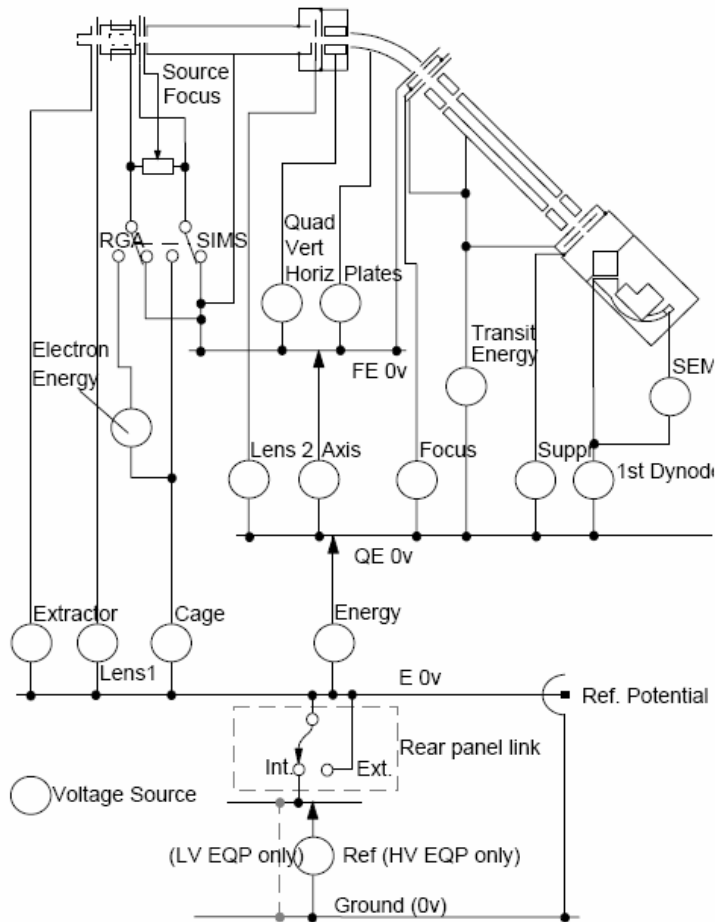 Source
Focus
RGA
SIMS
Quad
Vert
Horiz
Plates
Electron
Energy
FE 0v
Transit
Energy
SEM
Lens 2
Axis
Focus
Suppr
1st Dynode
QE 0v
Extractor
Lens1
Cage
Energy
E 0v
Ref. Potential
Rear panel link
Int.
Ext.
Voltage Source
(LV EQP only)
Ref (HV EQP only)
Ground (0v)